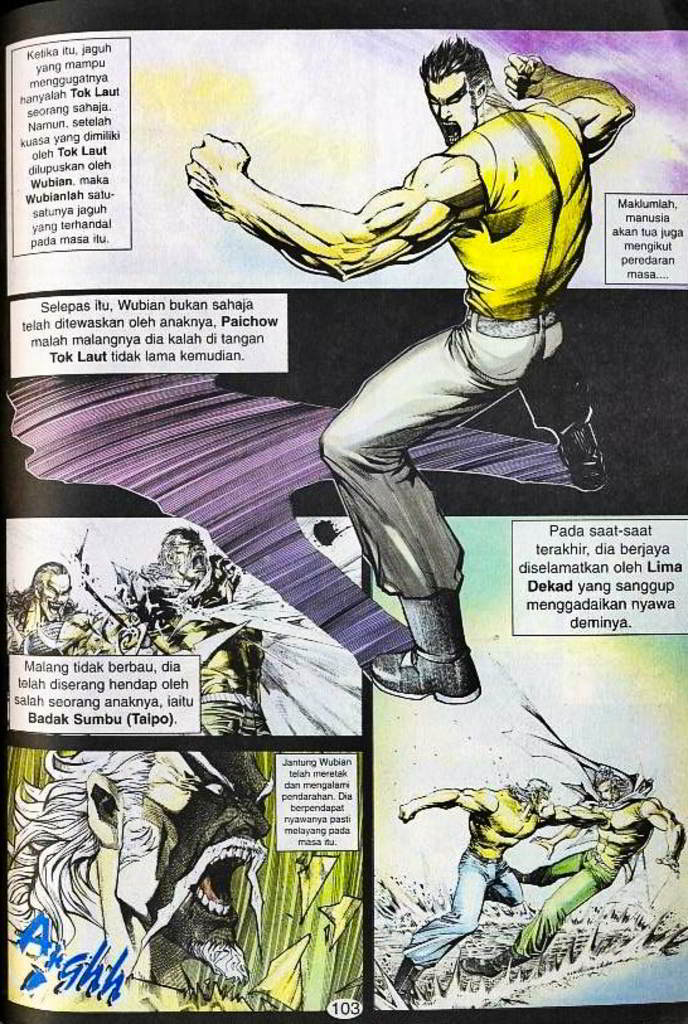 Ketika itu, jaguh
yang mampu
menggugatnya
hanyalah Tok Laut
seorang sahaja.
Namun, setelah
kuasa yang dimiliki
oleh Tok Laut
dilupuskan oleh
Wubian, maka
Wubianlah satu-
satunya jaguh
yang terhandal
pada masa itu.
Maklumlah,
manusia
akan tua juga
mengikut
peredaran
masa....
Selepas itu, Wubian bukan sahaja
telah ditewaskan oleh anaknya, Paichow
malah malangnya dia kalah di tangan
Tok Laut tidak lama kemudian.
Pada saat-saat
terakhir, dia berjaya
diselamatkan oleh Lima
Dekad yang sanggup
menggadaikan nyawa
deminya.
Malang tidak berbau, dia
telah diserang hendap oleh
salah seorang anaknya, iaitu
Badak Sumbu (Taipo).
Jantung Wubian
telah meretak
dan mengalami
pendarahan. Dia
berpendapat
nyawanya pasti
melayang pada
masa itu.
103